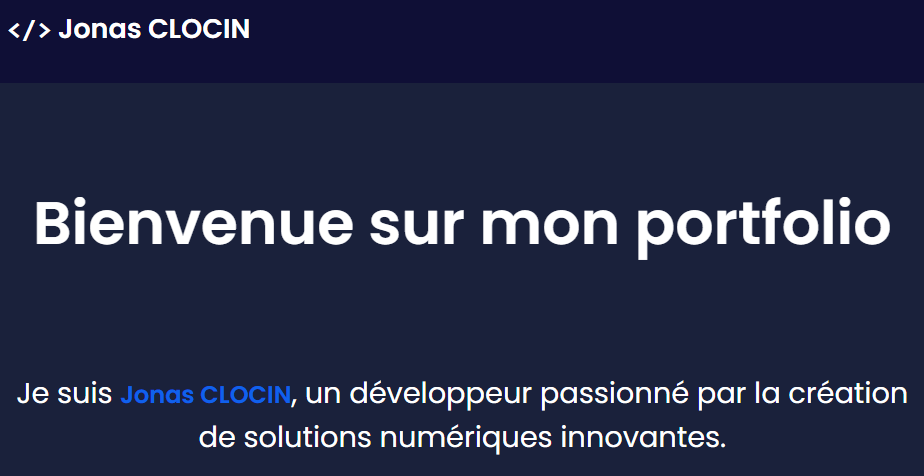 </> Jonas CLOCIN
Bienvenue sur mon portfolio
Je suis Jonas CLOCIN, un développeur passionné par la création
de solutions numériques innovantes.